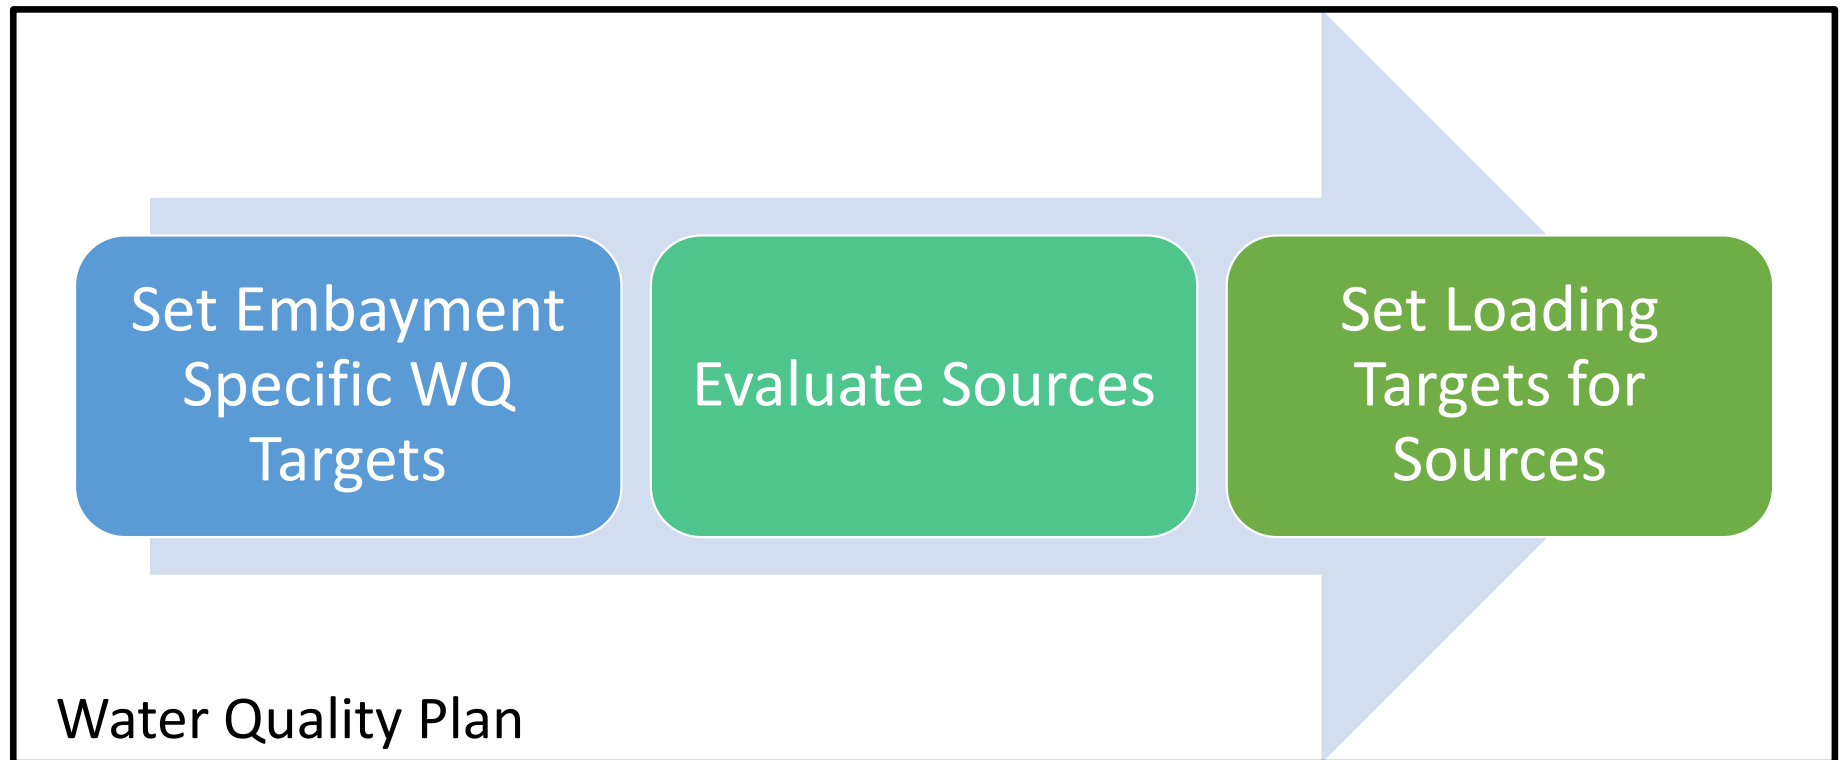 Set Embayment
Specific WQ
Targets
Evaluate Sources
Set Loading
Targets for
Sources
Water Quality Plan